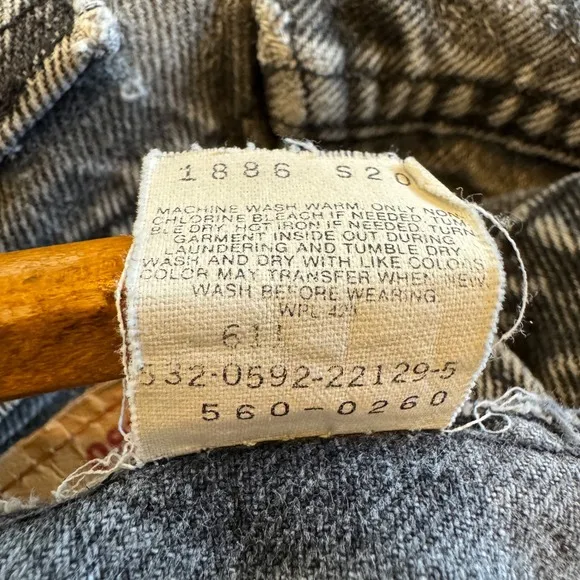 1886 S20
MACHINE WASH WARM. ONLY NON-
CHLORINE BLEACH IF NEEDED. TUM
BLE DRY. HOT IRON IF NEEDED. TURN
GARMENT INSIDE OUT DURING
LAUNDERING AND TUMBLE DRY.
WASH AND DRY WITH LIKE COLORS
COLOR MAY TRANSFER WHEN NEW.
WASH BEFORE WEARING.
WPL 423
611
532-0592-22129-5
560-0260